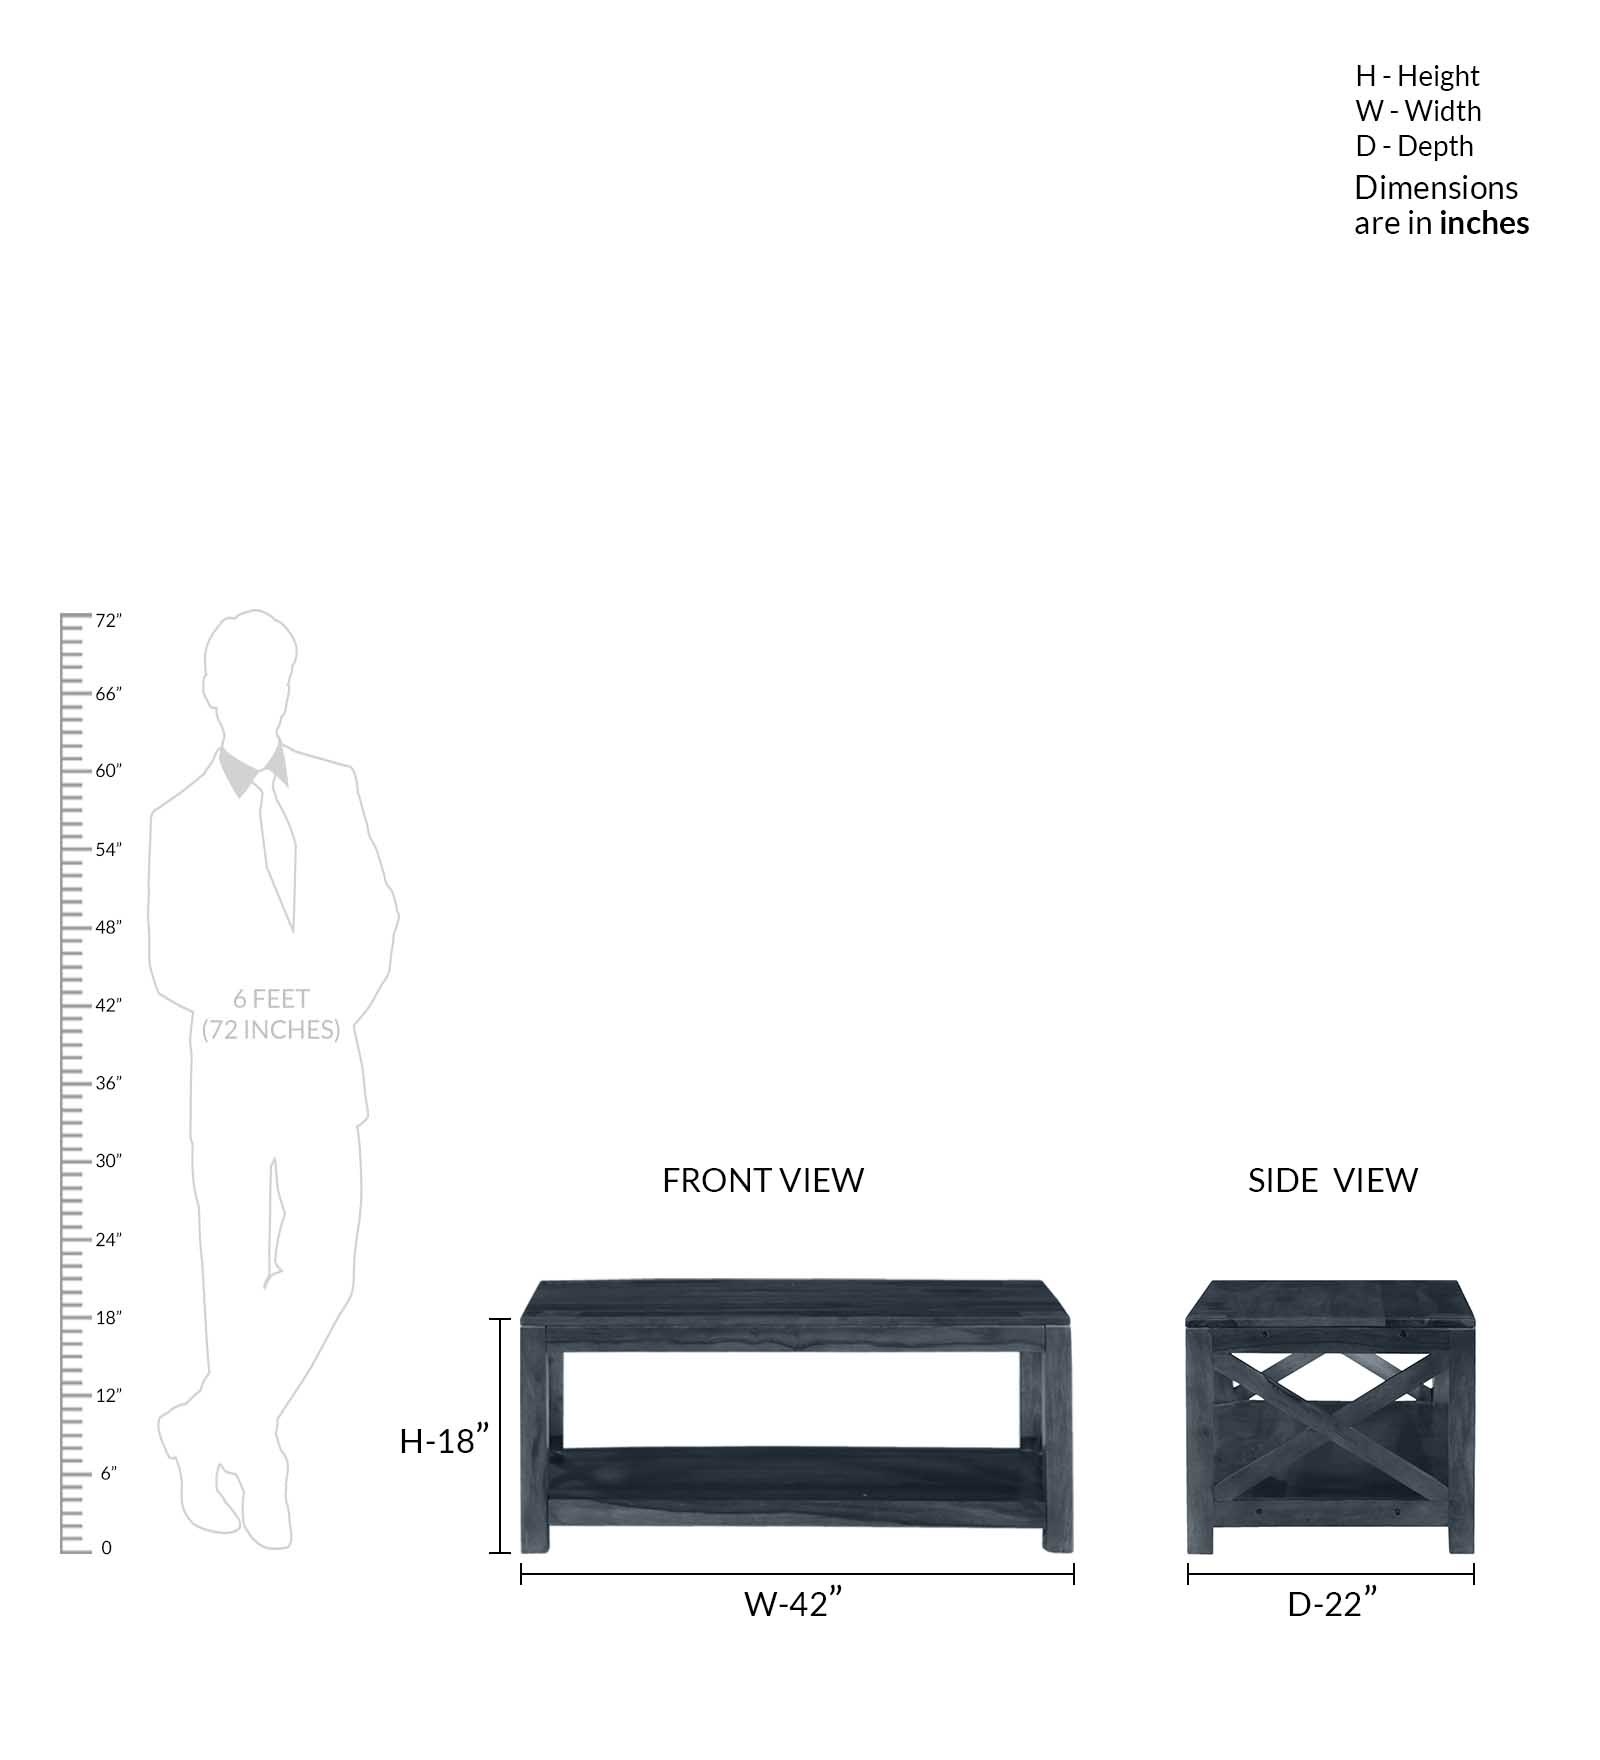 H - Height
W - Width
D - Depth
Dimensions
are in inches
72”
66”
60”
54”
48”
42”
36”
30”
24”
18”
12”
6”
0
6 FEET
(72 INCHES)
FRONT VIEW
SIDE VIEW
H-18”
W-42”
D-22”